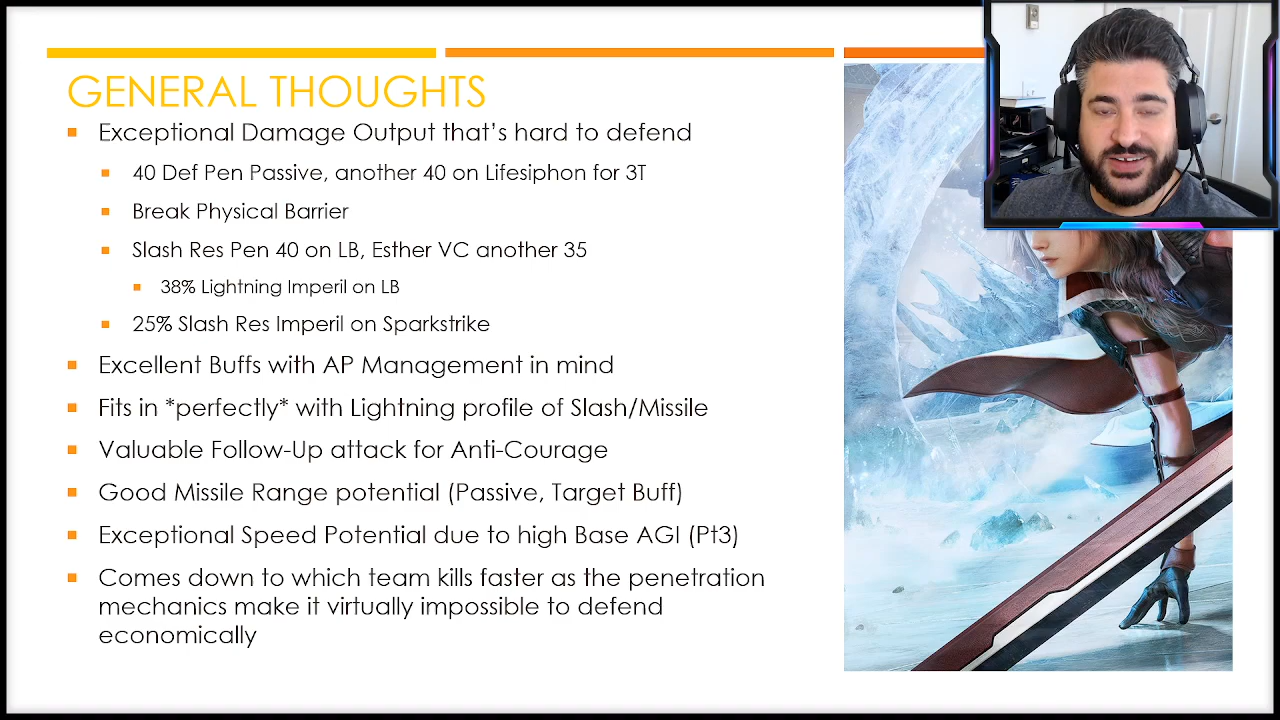 GENERAL THOUGHTS
Exceptional Damage Output that's hard to defend
40 Def Pen Passive, another 40 on Lifesiphon for 3T
Break Physical Barrier
Slash Res Pen 40 on LB, Esther VC another 35
38% Lightning Imperil on LB
25% Slash Res Imperil on Sparkstrike
Excellent Buffs with AP Management in mind
Fits in *perfectly* with Lightning profile of Slash/Missile
Valuable Follow-Up attack for Anti-Courage
Good Missile Range potential (Passive, Target Buff)
Exceptional Speed Potential due to high Base AGI (Pt3)
Comes down to which team kills faster as the penetration
mechanics make it virtually impossible to defend
economically